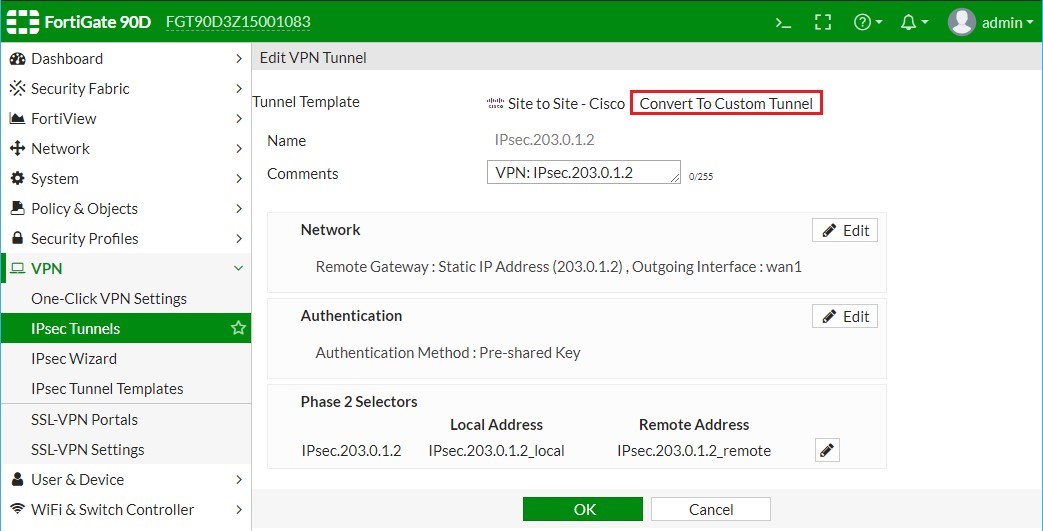 FortiGate 90D FGT90D3Z15001083 >_ admin
Dashboard
Security Fabric
FortiView
Network
System
Policy & Objects
Security Profiles
VPN
One-Click VPN Settings
IPsec Tunnels
IPsec Wizard
IPsec Tunnel Templates
SSL-VPN Portals
SSL-VPN Settings
User & Device
WiFi & Switch Controller
Edit VPN Tunnel
Tunnel Template cisco Site to Site - Cisco Convert To Custom Tunnel
Name IPsec.203.0.1.2
Comments VPN: IPsec.203.0.1.2 0/255
Network Edit
Remote Gateway : Static IP Address (203.0.1.2) , Outgoing Interface : wan1
Authentication Edit
Authentication Method : Pre-shared Key
Phase 2 Selectors
Local Address Remote Address
IPsec.203.0.1.2 IPsec.203.0.1.2_local IPsec.203.0.1.2_remote
OK Cancel